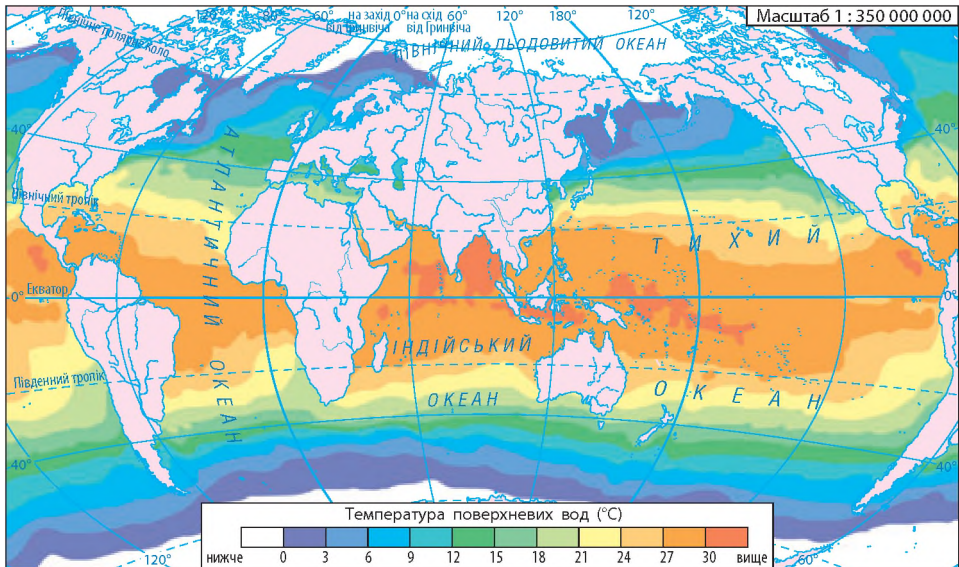 Масштаб 1 : 350 000 000
120° 80° 60° на захід 0° на схід 60° 120° 180° 120°
від Гринвіча від Гринвіча
Північне полярне коло
ПІВНІЧНИЙ ЛЬОДОВИТИЙ ОКЕАН
40° 40°
АТЛАНТИЧНИЙ ОКЕАН
Північний тропік
ТИХИЙ
0° Екватор 0°
ІНДІЙСЬКИЙ
Південний тропік
ОКЕАН
ОКЕАН
40° 40°
Температура поверхневих вод (°C)
нижче 0 3 6 9 12 15 18 21 24 27 30 вище
120° 60°